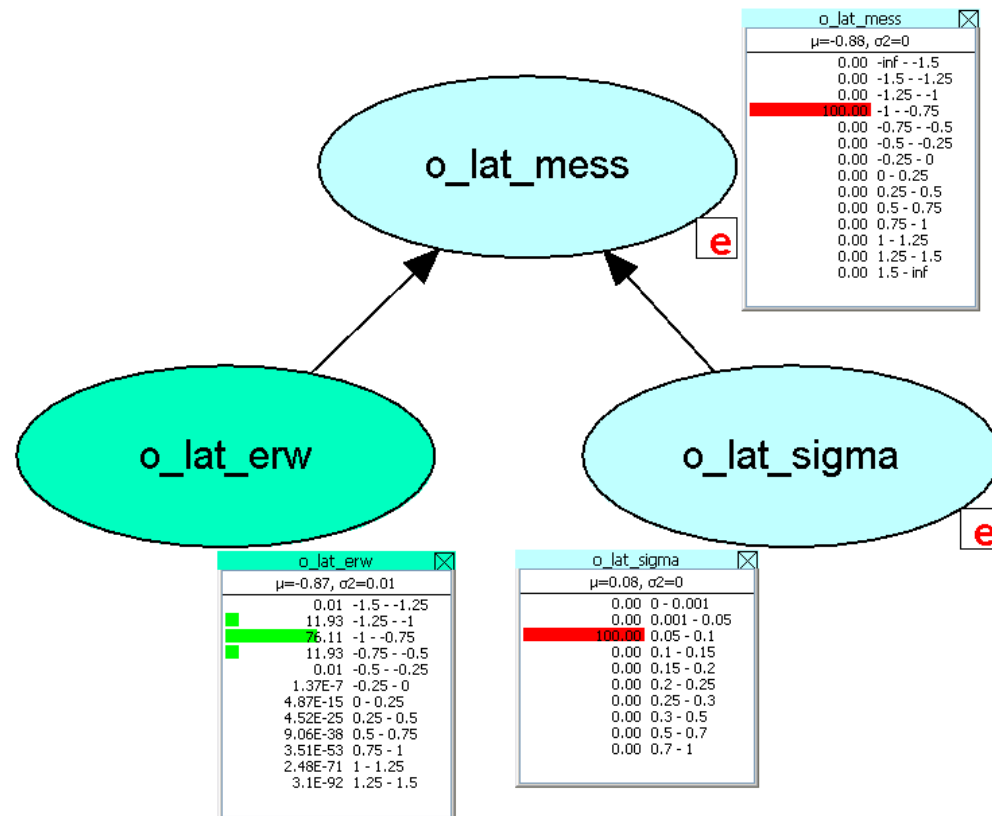 o_lat_mess
μ=-0.88, σ2=0
0.00 -inf - -1.5
0.00 -1.5 - -1.25
0.00 -1.25 - -1
100.00 -1 - -0.75
0.00 -0.75 - -0.5
0.00 -0.5 - -0.25
0.00 -0.25 - 0
0.00 0 - 0.25
0.00 0.25 - 0.5
0.00 0.5 - 0.75
0.00 0.75 - 1
0.00 1 - 1.25
0.00 1.25 - 1.5
0.00 1.5 - inf
o_lat_mess
e
o_lat_erw
o_lat_sigma
e
o_lat_erw
μ=-0.87, σ2=0.01
0.01 -1.5 - -1.25
11.93 -1.25 - -1
76.11 -1 - -0.75
11.93 -0.75 - -0.5
0.01 -0.5 - -0.25
1.37E-7 -0.25 - 0
4.87E-15 0 - 0.25
4.52E-25 0.25 - 0.5
9.06E-38 0.5 - 0.75
3.51E-53 0.75 - 1
2.48E-71 1 - 1.25
3.1E-92 1.25 - 1.5
o_lat_sigma
μ=0.08, σ2=0
0.00 0 - 0.001
0.00 0.001 - 0.05
100.00 0.05 - 0.1
0.00 0.1 - 0.15
0.00 0.15 - 0.2
0.00 0.2 - 0.25
0.00 0.25 - 0.3
0.00 0.3 - 0.5
0.00 0.5 - 0.7
0.00 0.7 - 1